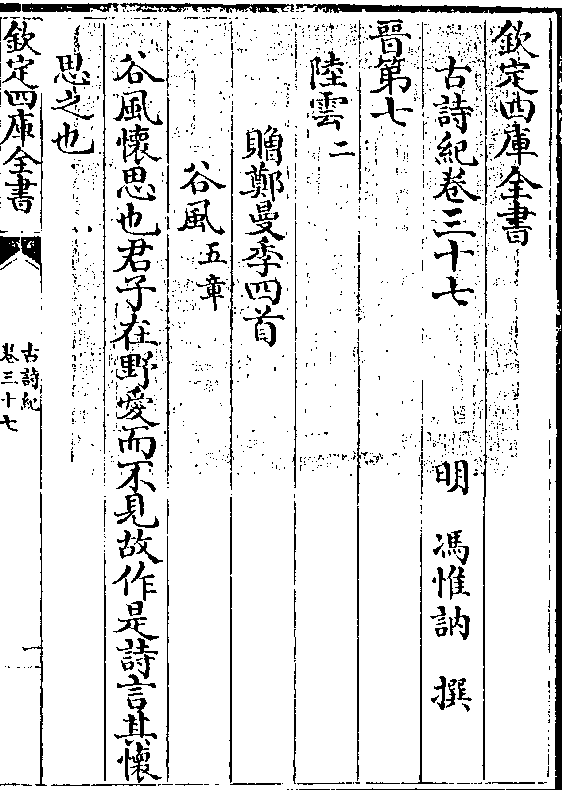 欽定四庫全書
古詩紀卷三十七 明 馮惟訥 撰
晉第七
陸雲二
贈鄭曼季四首
谷風五章
谷風懷思也君子在野愛而不見故作是詩言其懷
思之也
欽定四庫全書
古詩紀
卷三十七
一